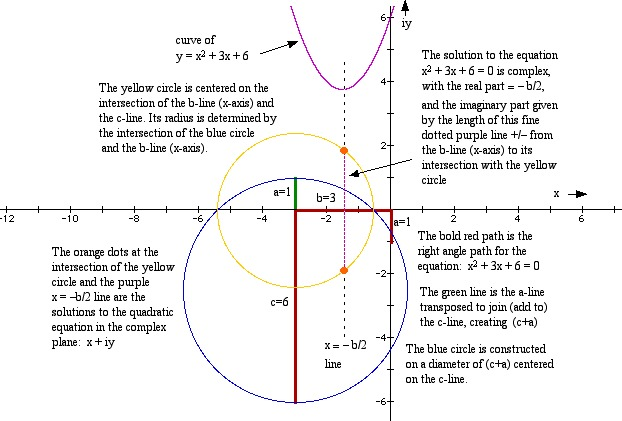 iy
curve of
y = x² + 3x + 6
The yellow circle is centered on the
intersection of the b-line (x-axis) and
the c-line. Its radius is determined by
the intersection of the blue circle
and the b-line (x-axis).
The solution to the equation
x² + 3x + 6 = 0 is complex,
with the real part = – b/2,
and the imaginary part given
by the length of this fine
dotted purple line +/– from
the b-line (x-axis) to its
intersection with the yellow
circle
x
a=1
b=3
a=1
c=6
-12 -10 -8 -6 -4 -2 2 4 6
6
4
2
-2
-4
-6
The orange dots at the
intersection of the yellow
circle and the purple
x = –b/2 line are the
solutions to the quadratic
equation in the complex
plane: x + iy
x = – b/2
line
The bold red path is the
right angle path for the
equation: x² + 3x + 6 = 0
The green line is the a-line
transposed to join (add to)
the c-line, creating (c+a)
The blue circle is constructed
on a diameter of (c+a) centered
on the c-line.